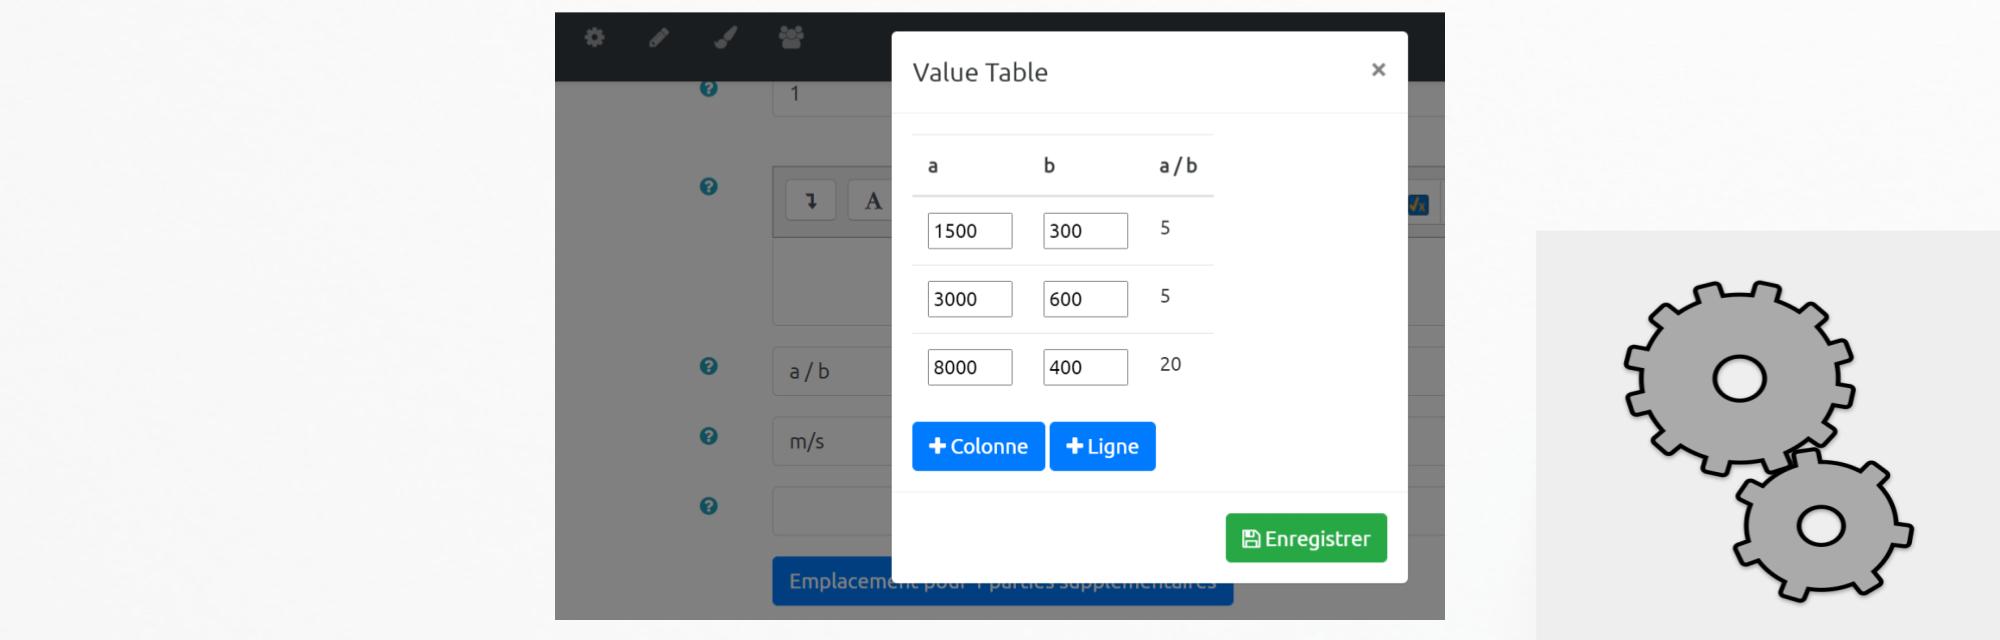 Value Table ×
1
a b a / b
A
1500 300 5
3000 600 5
8000 400 20
a / b
m/s
+ Colonne + Ligne
Enregistrer
Emplacement pour 1 parties supplémentaires